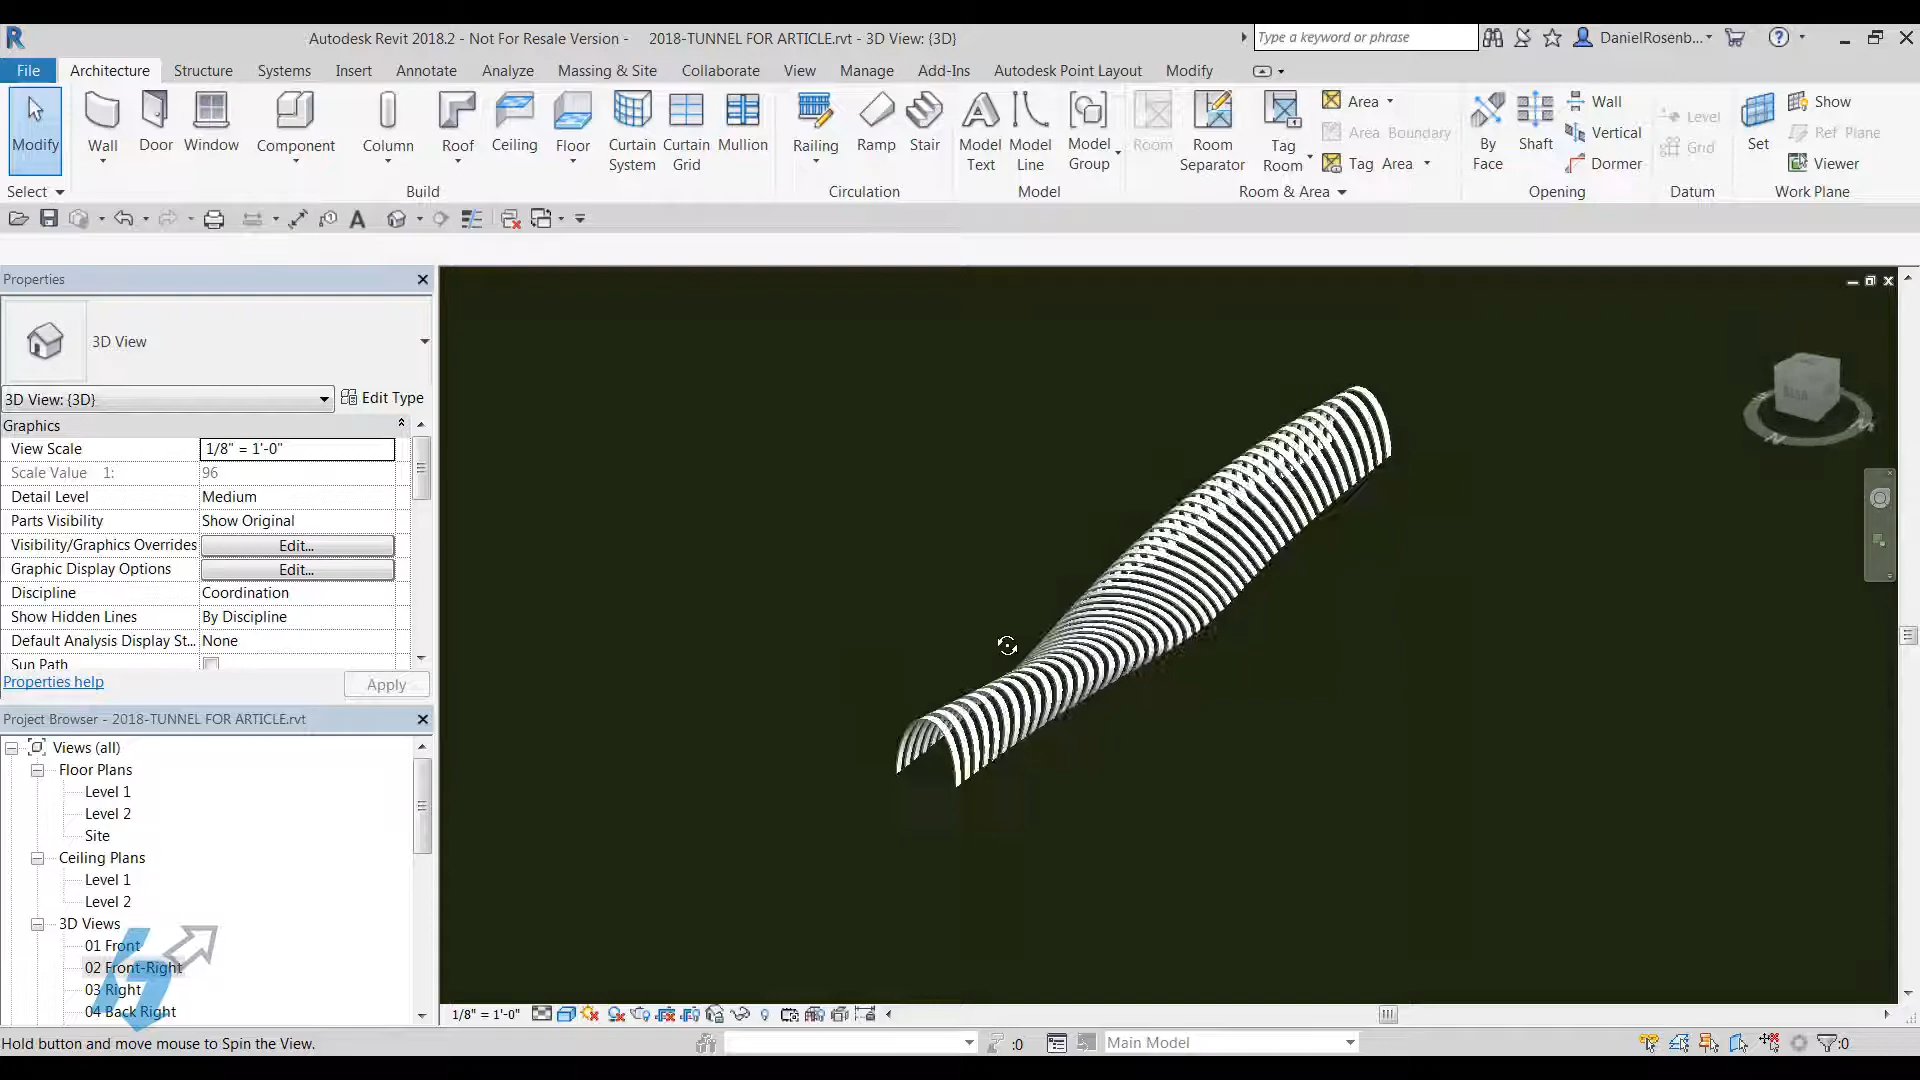 Autodesk Revit 2018.2 - Not For Resale Version - 2018-TUNNEL FOR ARTICLE.rvt - 3D View: {3D}
Type a keyword or phrase
DanielRosenb...
File Architecture Structure Systems Insert Annotate Analyze Massing & Site Collaborate View Manage Add-Ins Autodesk Point Layout Modify
Modify Wall Door Window Component Column Roof Ceiling Floor Curtain System Curtain Grid Mullion Railing Ramp Stair Model Text Model Line Model Group Room Room Separator Tag Room
Area
Area Boundary
Tag Area
By Face Shaft
Wall
Vertical
Dormer
Level
Grid
Set
Show
Ref Plane
Viewer
Select Build Circulation Model Room & Area Opening Datum Work Plane
Properties
3D View
3D View: {3D} Edit Type
Graphics
View Scale 1/8" = 1'-0"
Scale Value 1: 96
Detail Level Medium
Parts Visibility Show Original
Visibility/Graphics Overrides Edit...
Graphic Display Options Edit...
Discipline Coordination
Show Hidden Lines By Discipline
Default Analysis Display St... None
Sun Path
Properties help Apply
Project Browser - 2018-TUNNEL FOR ARTICLE.rvt
Views (all)
Floor Plans
Level 1
Level 2
Site
Ceiling Plans
Level 1
Level 2
3D Views
01 Front
02 Front-Right
03 Right
04 Back Right
1/8" = 1'-0"
Hold button and move mouse to Spin the View.
:0
Main Model
:0